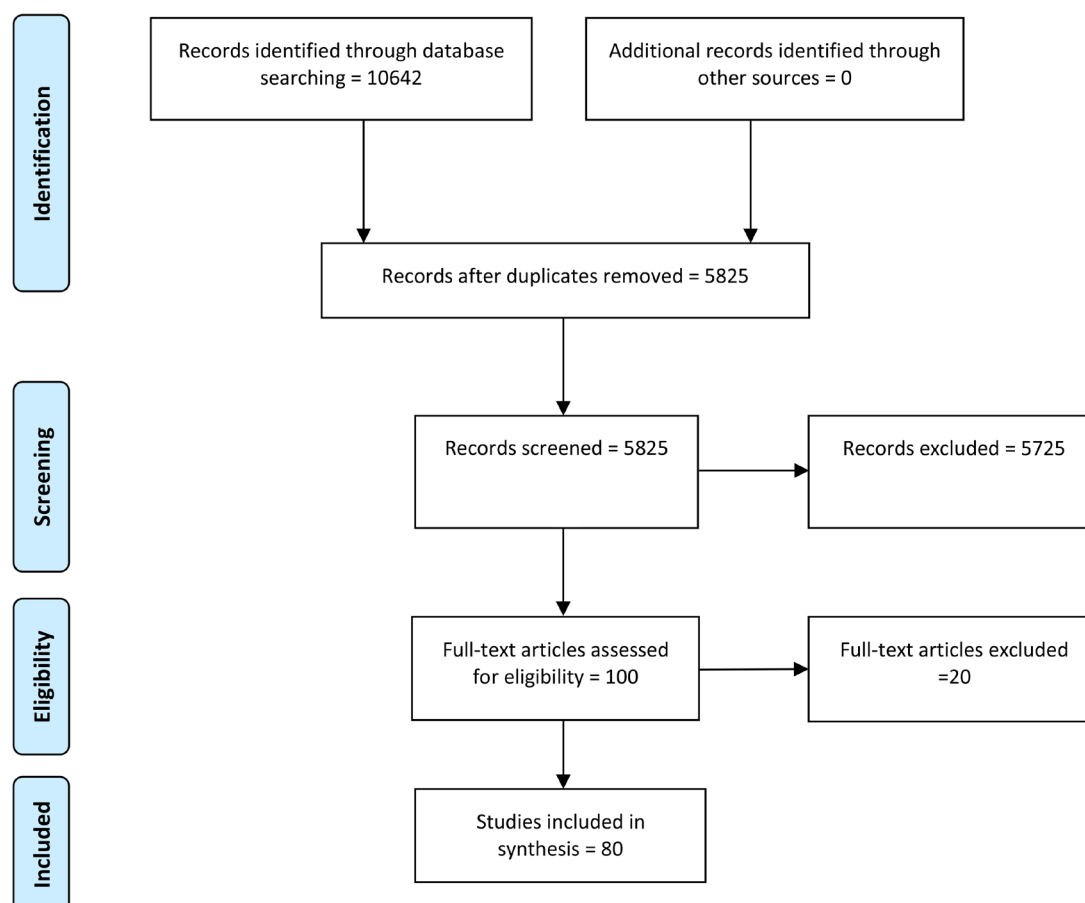 Identification
Records identified through database
searching = 10642
Additional records identified through
other sources = 0
Records after duplicates removed = 5825
Screening
Records screened = 5825
Records excluded = 5725
Eligibility
Full-text articles assessed
for eligibility = 100
Full-text articles excluded
=20
Included
Studies included in
synthesis = 80